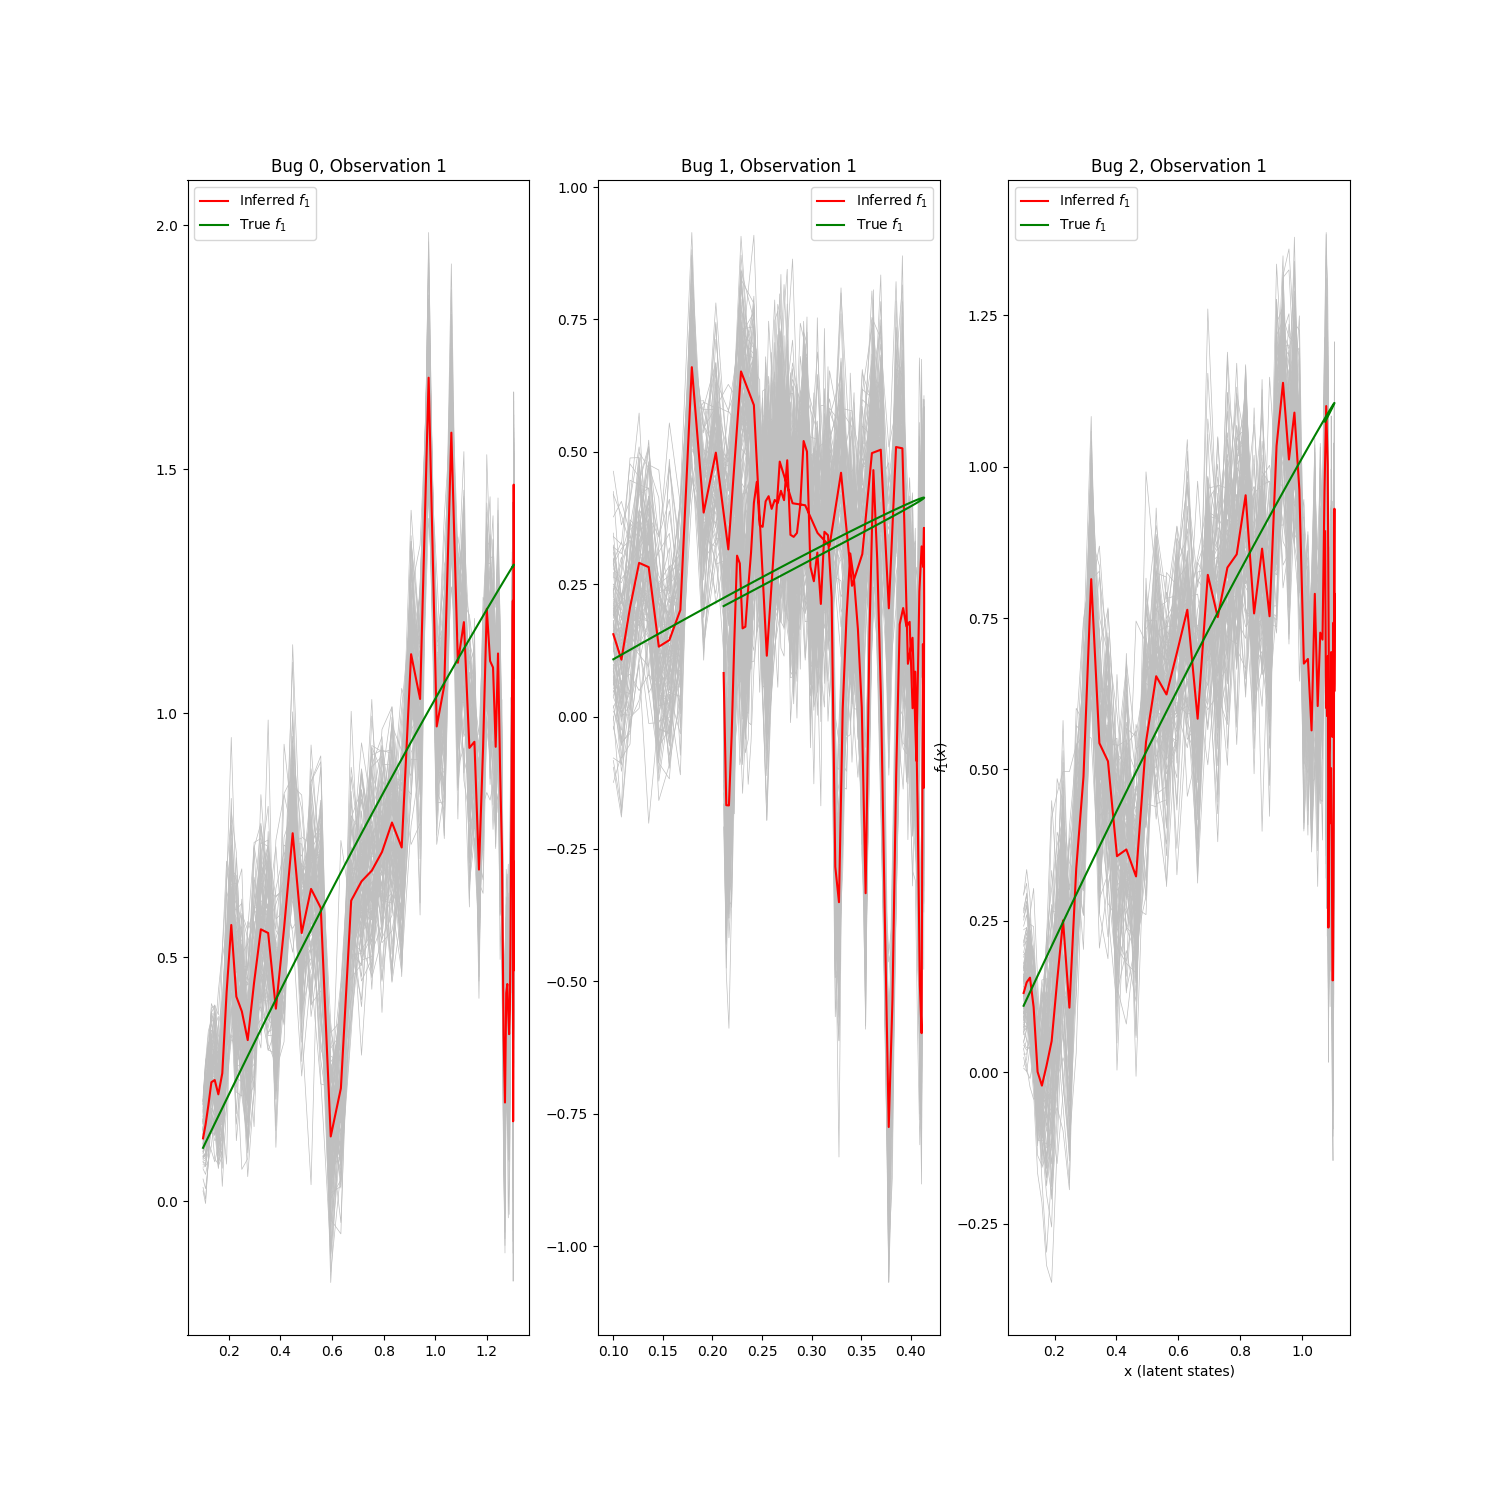 Bug 0, Observation 1
Inferred f₁
True f₁
2.0
1.5
1.0
0.5
0.0
0.2 0.4 0.6 0.8 1.0 1.2
Bug 1, Observation 1
Inferred f₁
True f₁
1.00
0.75
0.50
0.25
0.00
−0.25
−0.50
−0.75
−1.00
0.10 0.15 0.20 0.25 0.30 0.35 0.40
Bug 2, Observation 1
Inferred f₁
True f₁
f₁(x)
1.25
1.00
0.75
0.50
0.25
0.00
−0.25
0.2 0.4 0.6 0.8 1.0
x (latent states)